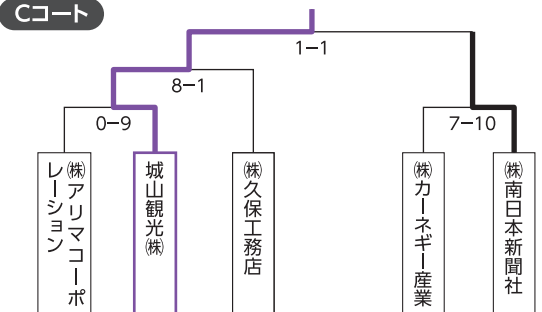 Cコート
1−1
8−1
0−9
7−10
㈱アリマコーポ
レーション
城山観光㈱
㈱久保工務店
㈱カーネギー産業
㈱南日本新聞社